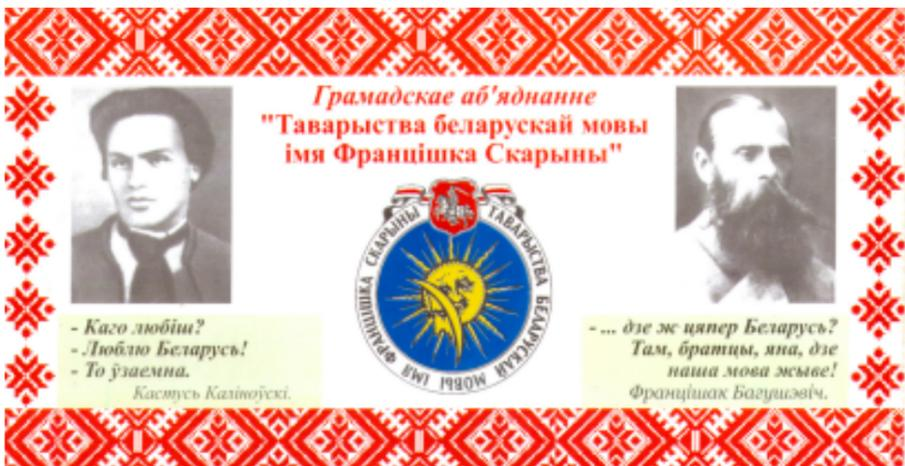 Грамадскае аб'яднанне
"Таварыства беларускай мовы
імя Францішка Скарыны"
ТАВАРЫСТВА БЕЛАРУСКАЙ МОВЫ ІМЯ ФРАНЦІШКА СКАРЫНЫ
- Каго любіш?
- Люблю Беларусь!
- То ўзаемна.
Кастусь Каліноўскі.
- ... дзе ж цяпер Беларусь?
Там, братцы, яна, дзе
наша мова жыве!
Францішак Багушэвіч.